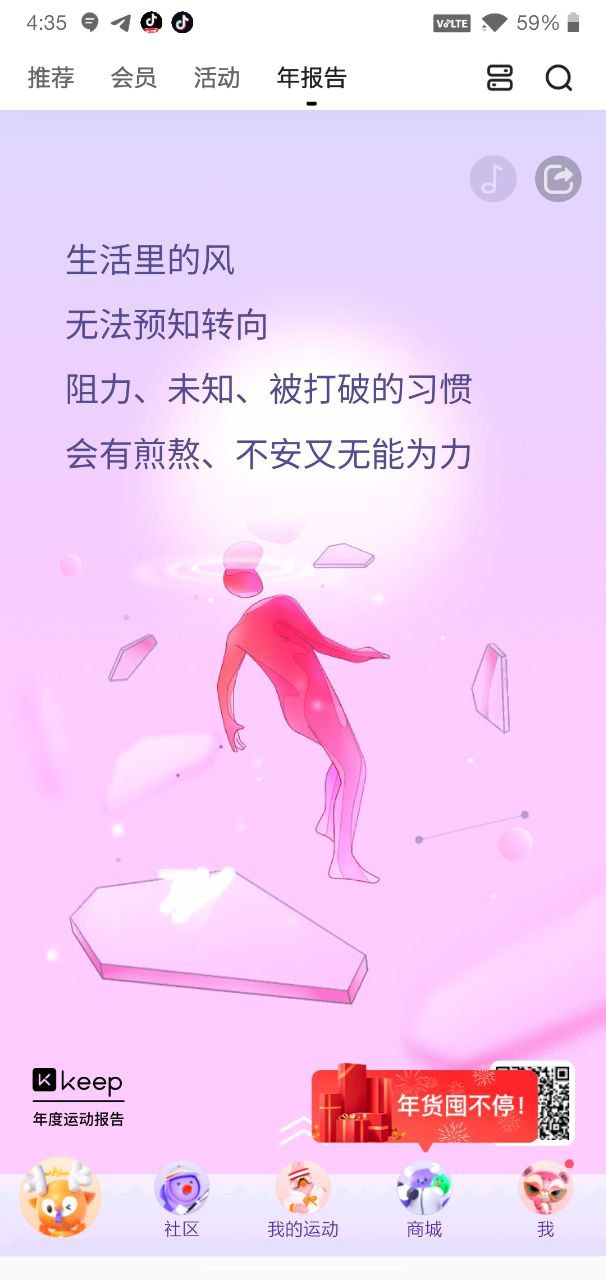 4:35
VoLTE
59%
推荐
会员
活动
年报告
生活里的风
无法预知转向
阻力、未知、被打破的习惯
会有煎熬、不安又无能为力
keep
年度运动报告
年货囤不停!
社区
我的运动
商城
我